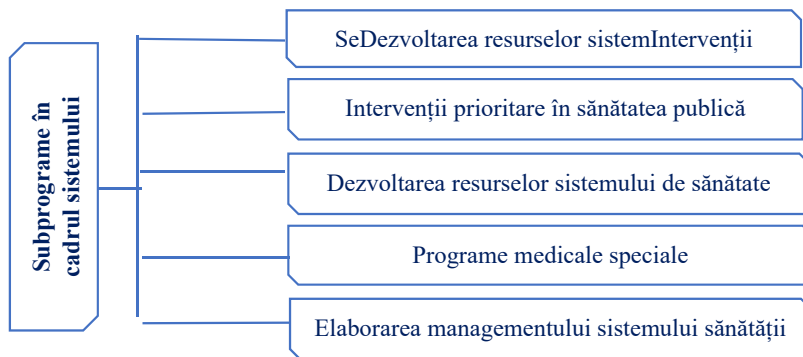 Subprograme în
cadrul sistemului
SeDezvoltarea resurselor sistemIntervenții
Intervenții prioritare în sănătatea publică
Dezvoltarea resurselor sistemului de sănătate
Programe medicale speciale
Elaborarea managementului sistemului sănătății